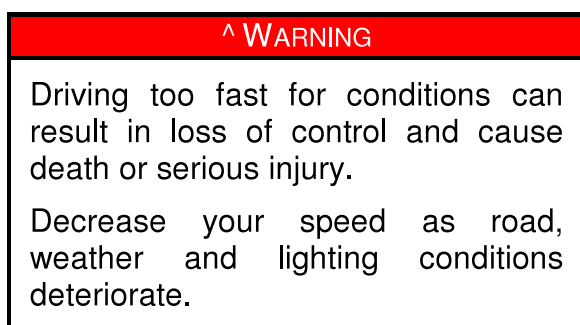 ^ WARNING
Driving too fast for conditions can
result in loss of control and cause
death or serious injury.
Decrease your speed as road,
weather and lighting conditions
deteriorate.